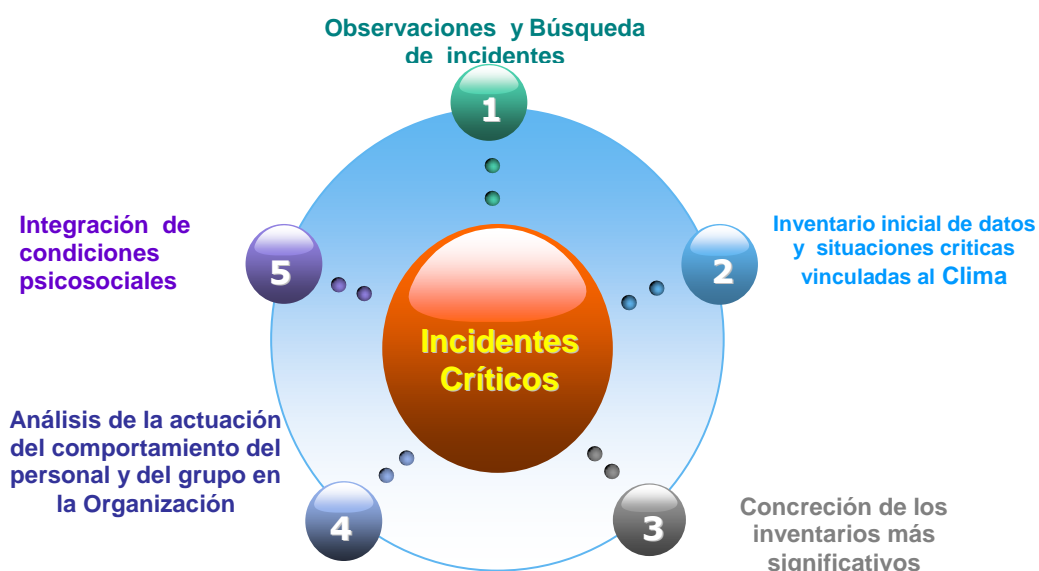 Observaciones y Búsqueda
de incidentes
1
Inventario inicial de datos
y situaciones criticas
vinculadas al Clima
2
Concreción de los
inventarios más
significativos
3
Análisis de la actuación
del comportamiento del
personal y del grupo en
la Organización
4
Integración de
condiciones
psicosociales
5
Incidentes
Críticos